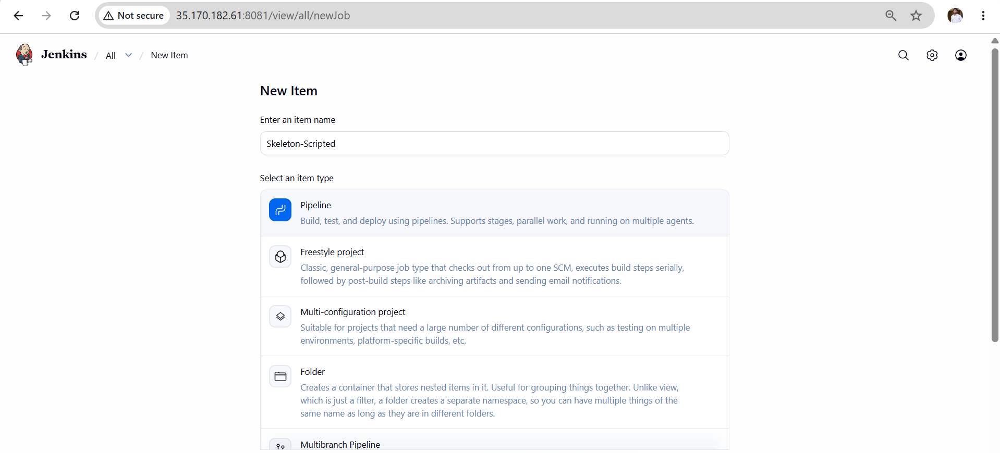 Not secure 35.170.182.61:8081/view/all/newJob
Jenkins / All / New Item
New Item
Enter an item name
Skeleton-Scripted
Select an item type
Pipeline
Build, test, and deploy using pipelines. Supports stages, parallel work, and running on multiple agents.
Freestyle project
Classic, general-purpose job type that checks out from up to one SCM, executes build steps serially,
followed by post-build steps like archiving artifacts and sending email notifications.
Multi-configuration project
Suitable for projects that need a large number of different configurations, such as testing on multiple
environments, platform-specific builds, etc.
Folder
Creates a container that stores nested items in it. Useful for grouping things together. Unlike view,
which is just a filter, a folder creates a separate namespace, so you can have multiple things of the
same name as long as they are in different folders.
Multibranch Pipeline